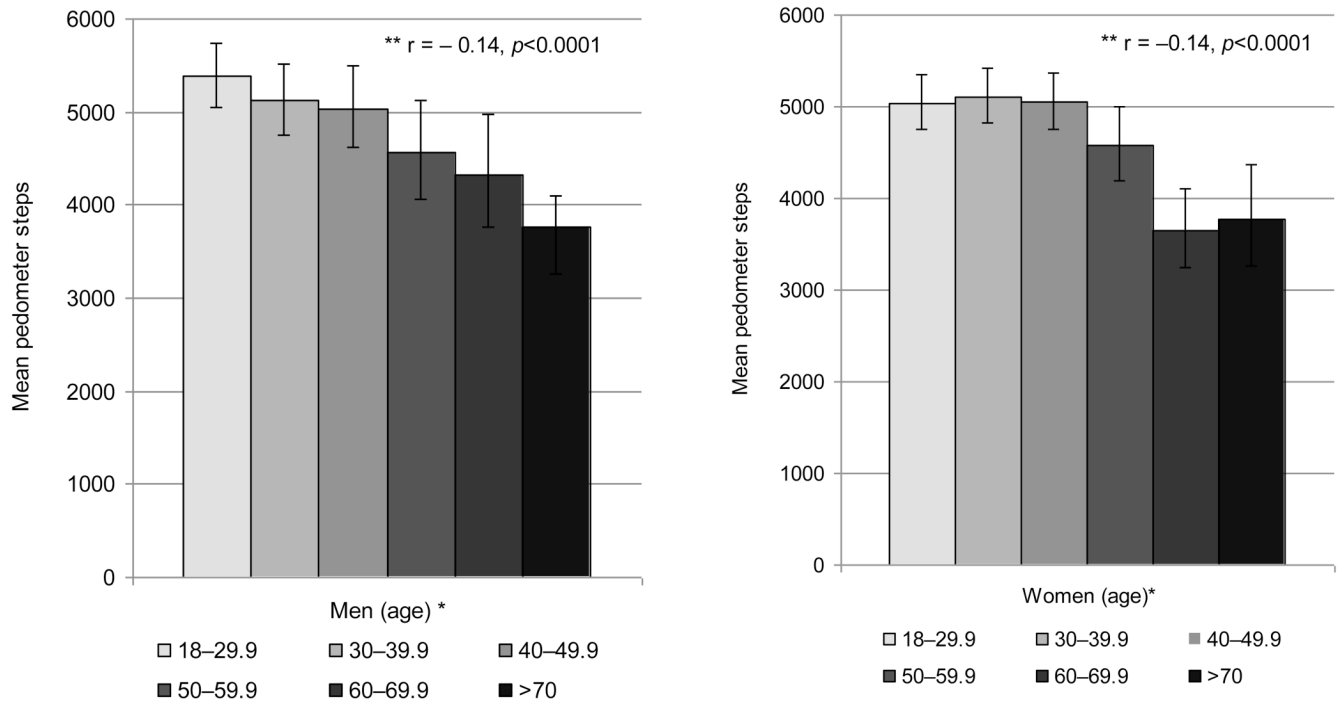 6000
5000
4000
3000
2000
1000
0
Mean pedometer steps
** r = – 0.14, p<0.0001
Men (age) *
18–29.9 30–39.9 40–49.9
50–59.9 60–69.9 >70
6000
5000
4000
3000
2000
1000
0
Mean pedometer steps
** r = –0.14, p<0.0001
Women (age)*
18–29.9 30–39.9 40–49.9
50–59.9 60–69.9 >70